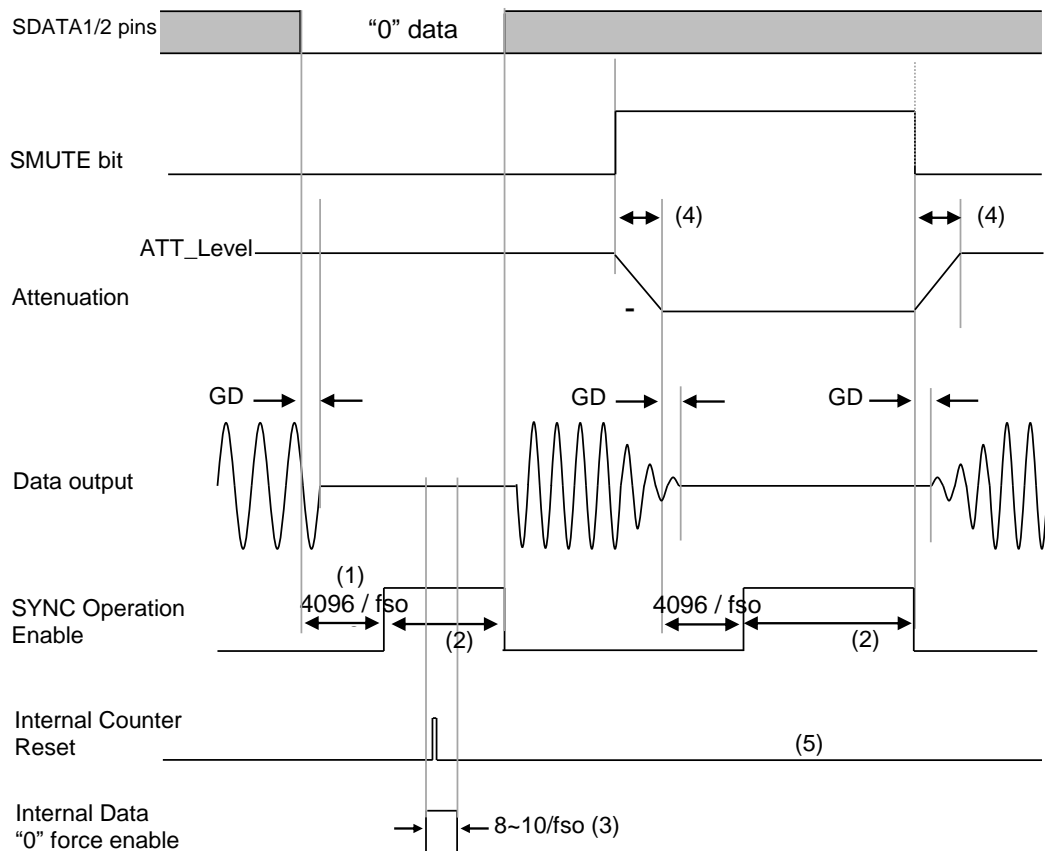 SDATA1/2 pins
“0” data
SMUTE bit
(4)
(4)
ATT_Level
Attenuation
-
GD
GD
GD
Data output
(1)
4096 / fso
4096 / fso
SYNC Operation
Enable
(2)
(2)
Internal Counter
Reset
(5)
Internal Data
“0” force enable
8~10/fso (3)